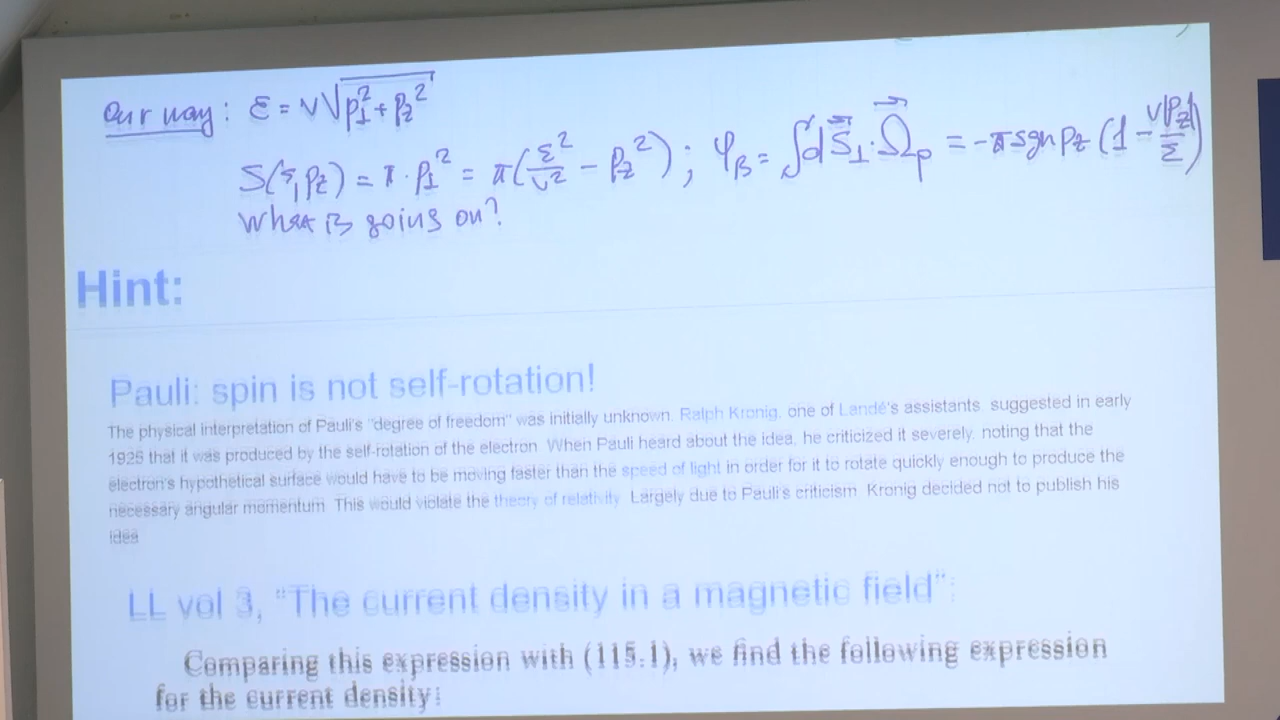 Our way: ε = v√(p⊥² + pz²)
S(ε, pz) = π · p⊥² = π(ε²/v² − pz²); φB = ∫dS⃗⊥ · Ω⃗p = −π sgn pz (1 − v|pz|/ε)
What is going on?
Hint:
Pauli: spin is not self-rotation!
The physical interpretation of Pauli's "degree of freedom" was initially unknown. Ralph Kronig, one of Landé's assistants, suggested in early
1925 that it was produced by the self-rotation of the electron. When Pauli heard about the idea, he criticized it severely, noting that the
electron's hypothetical surface would have to be moving faster than the speed of light in order for it to rotate quickly enough to produce the
necessary angular momentum. This would violate the theory of relativity. Largely due to Pauli's criticism, Kronig decided not to publish his
idea
LL vol 3, "The current density in a magnetic field":
Comparing this expression with (115.1), we find the following expression
for the current density: